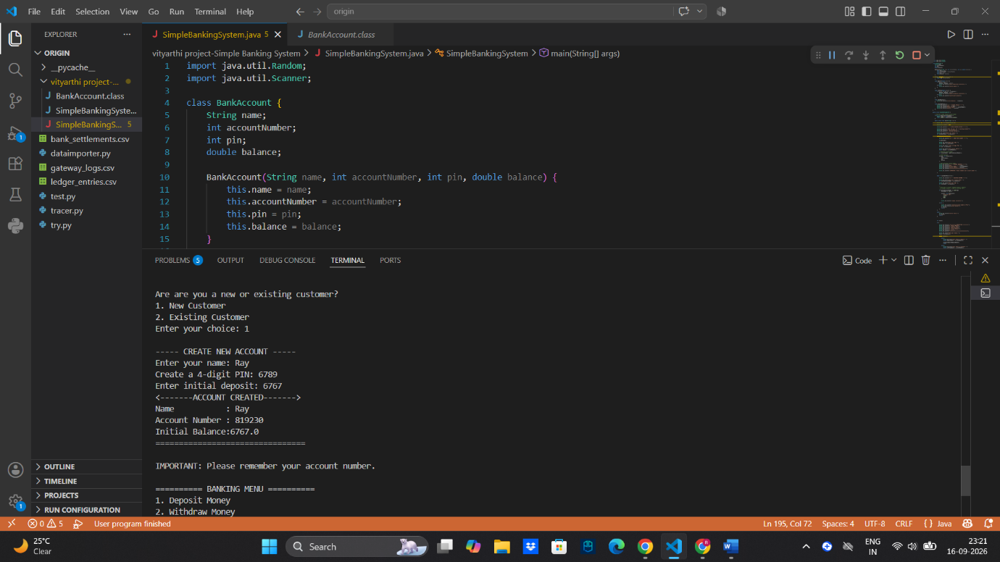 File Edit Selection View Go Run Terminal Help
origin
EXPLORER
ORIGIN
__pycache__
vityarthi project-...
BankAccount.class
SimpleBankingSyste...
SimpleBankingS... 5
bank_settlements.csv
dataimporter.py
gateway_logs.csv
ledger_entries.csv
test.py
tracer.py
try.py
OUTLINE
TIMELINE
PROJECTS
RUN CONFIGURATION
1
1
SimpleBankingSystem.java 5
BankAccount.class
vityarthi project-Simple Banking System > SimpleBankingSystem.java > SimpleBankingSystem > main(String[] args)
1 import java.util.Random;
2 import java.util.Scanner;
3
4 class BankAccount {
5 String name;
6 int accountNumber;
7 int pin;
8 double balance;
9
10 BankAccount(String name, int accountNumber, int pin, double balance) {
11 this.name = name;
12 this.accountNumber = accountNumber;
13 this.pin = pin;
14 this.balance = balance;
15 }
PROBLEMS 5 OUTPUT DEBUG CONSOLE TERMINAL PORTS
Code
Are are you a new or existing customer?
1. New Customer
2. Existing Customer
Enter your choice: 1
----- CREATE NEW ACCOUNT -----
Enter your name: Ray
Create a 4-digit PIN: 6789
Enter initial deposit: 6767
<-------ACCOUNT CREATED------->
Name : Ray
Account Number : 819230
Initial Balance:6767.0
===============================
IMPORTANT: Please remember your account number.
========== BANKING MENU ==========
1. Deposit Money
2. Withdraw Money
0 5 User program finished
Ln 195, Col 72 Spaces: 4 UTF-8 CRLF {} Java
25°C
Clear
Search
ENG
IN
23:21
16-09-2026